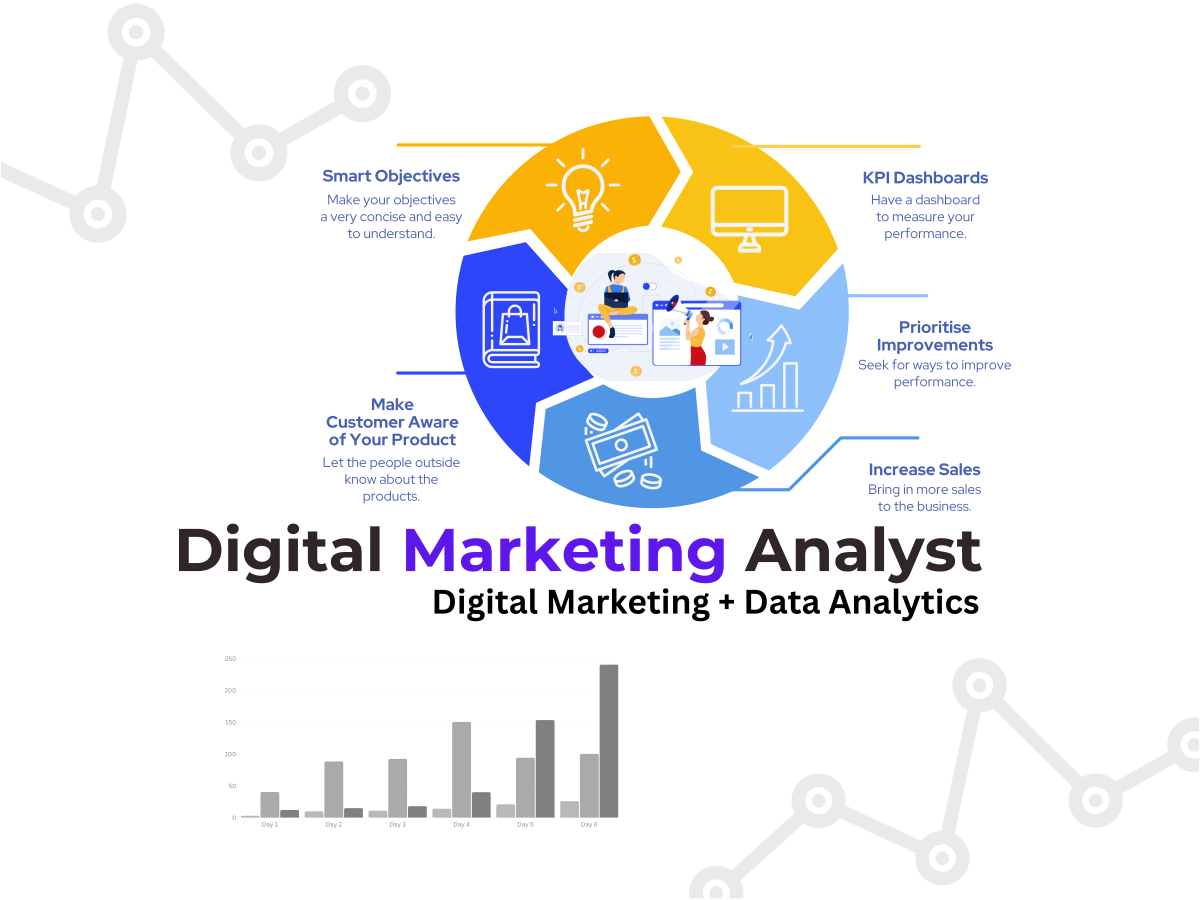 Smart Objectives
Make your objectives
a very concise and easy
to understand.
KPI Dashboards
Have a dashboard
to measure your
performance.
Prioritise
Improvements
Seek for ways to improve
performance.
Make
Customer Aware
of Your Product
Let the people outside
know about the
products.
Increase Sales
Bring in more sales
to the business.
Digital Marketing Analyst
Digital Marketing + Data Analytics
250
200
150
100
50
0
Day 1 Day 2 Day 3 Day 4 Day 5 Day 6